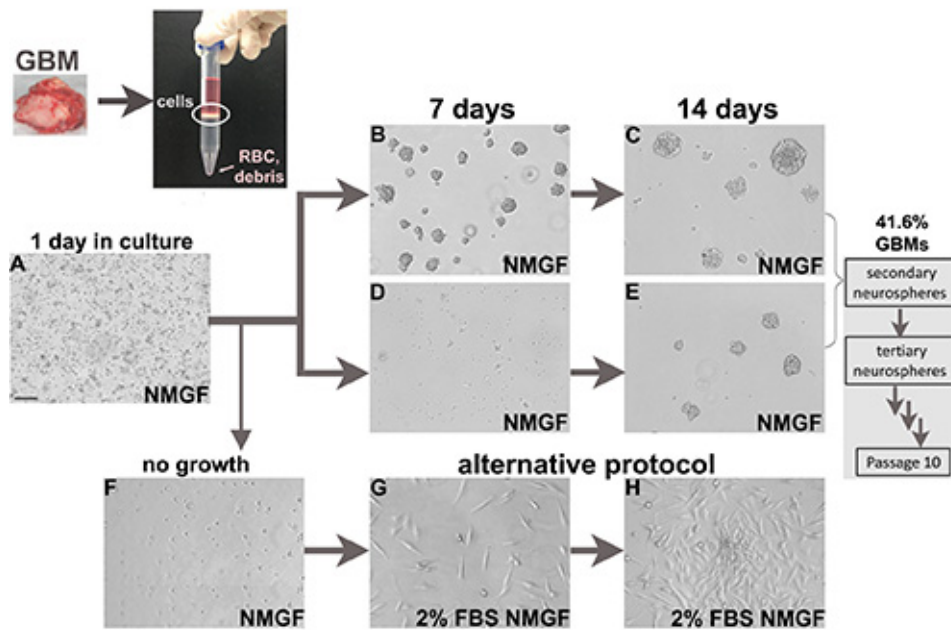 GBM
cells
RBC,
debris
7 days
14 days
B
NMGF
C
NMGF
1 day in culture
A
NMGF
D
NMGF
E
NMGF
41.6%
GBMs
secondary
neurospheres
tertiary
neurospheres
Passage 10
no growth
alternative protocol
F
NMGF
G
2% FBS NMGF
H
2% FBS NMGF